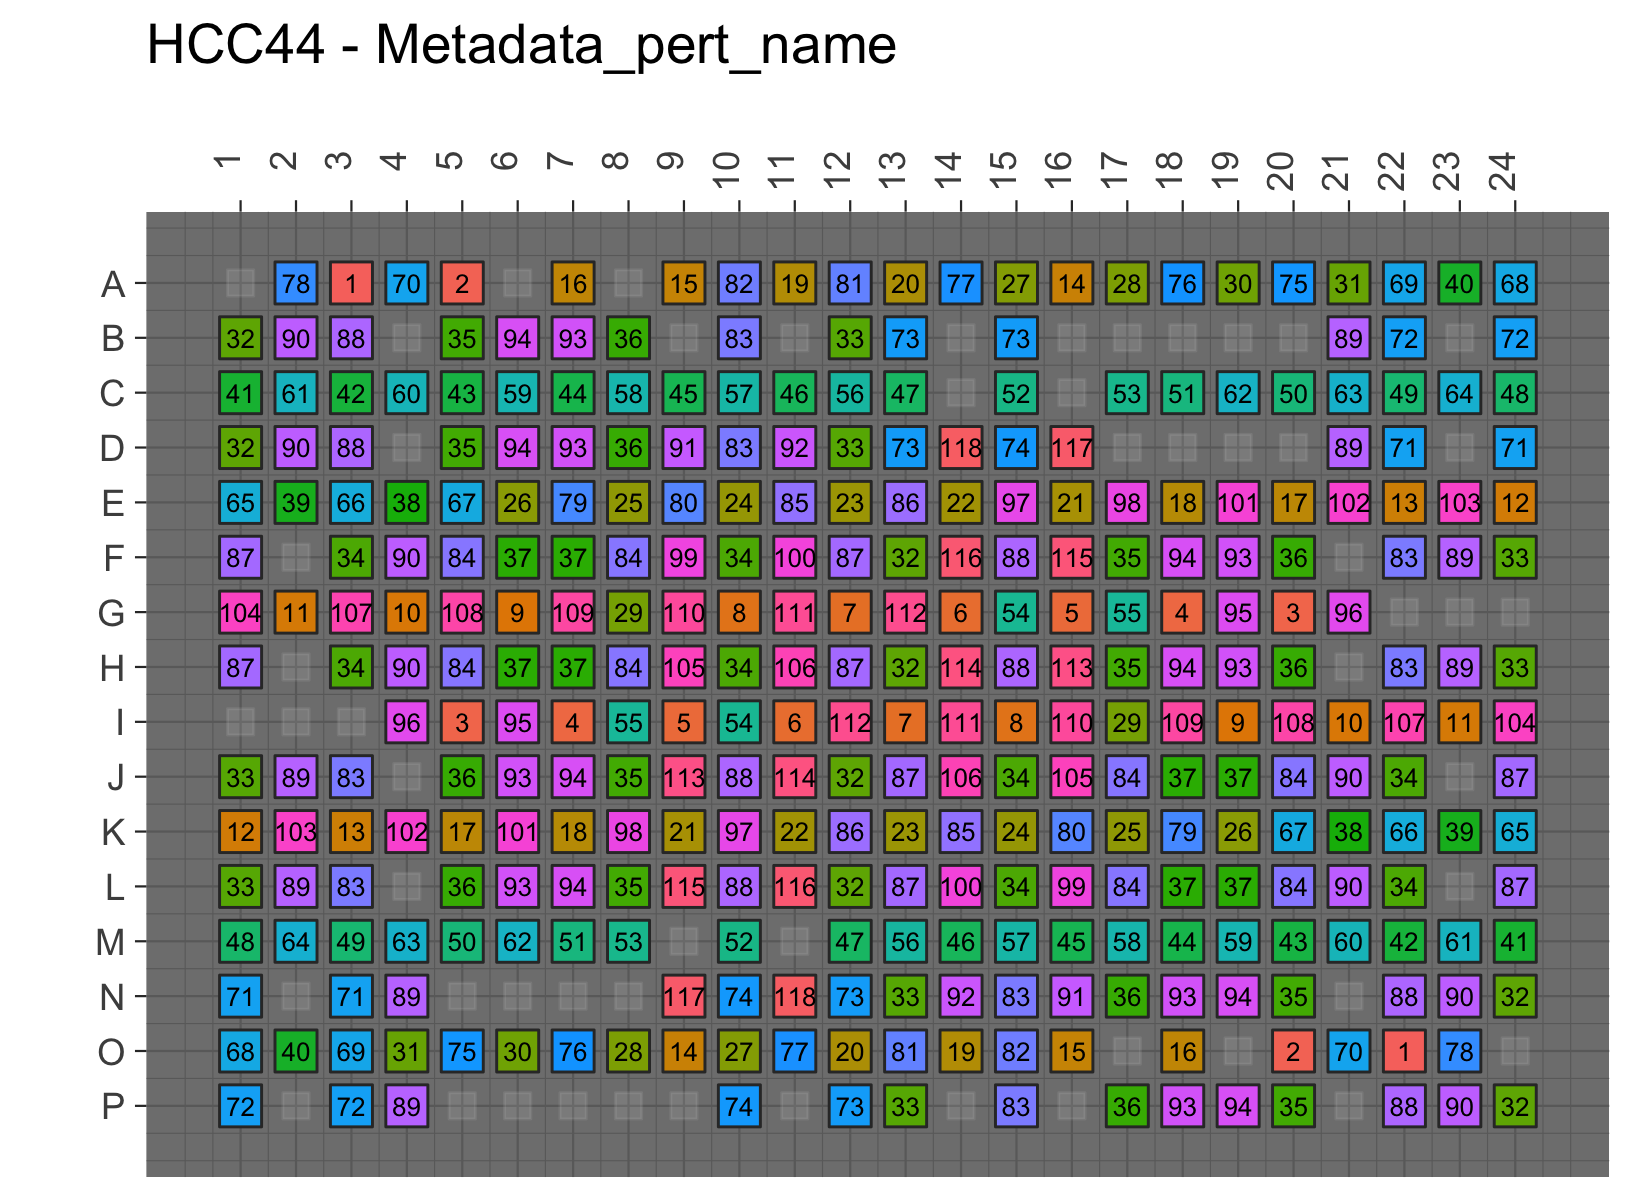 HCC44 - Metadata_pert_name
1 2 3 4 5 6 7 8 9 10 11 12 13 14 15 16 17 18 19 20 21 22 23 24
A 78 1 70 2 16 15 82 19 81 20 77 27 14 28 76 30 75 31 69 40 68
B 32 90 88 35 94 93 36 83 33 73 73 89 72 72
C 41 61 42 60 43 59 44 58 45 57 46 56 47 52 53 51 62 50 63 49 64 48
D 32 90 88 35 94 93 36 91 83 92 33 73 118 74 117 89 71 71
E 65 39 66 38 67 26 79 25 80 24 85 23 86 22 97 21 98 18 101 17 102 13 103 12
F 87 34 90 84 37 37 84 99 34 100 87 32 116 88 115 35 94 93 36 83 89 33
G 104 11 107 10 108 9 109 29 110 8 111 7 112 6 54 5 55 4 95 3 96
H 87 34 90 84 37 37 84 105 34 106 87 32 114 88 113 35 94 93 36 83 89 33
I 96 3 95 4 55 5 54 6 112 7 111 8 110 29 109 9 108 10 107 11 104
J 33 89 83 36 93 94 35 113 88 114 32 87 106 34 105 84 37 37 84 90 34 87
K 12 103 13 102 17 101 18 98 21 97 22 86 23 85 24 80 25 79 26 67 38 66 39 65
L 33 89 83 36 93 94 35 115 88 116 32 87 100 34 99 84 37 37 84 90 34 87
M 48 64 49 63 50 62 51 53 52 47 56 46 57 45 58 44 59 43 60 42 61 41
N 71 71 89 117 74 118 73 33 92 83 91 36 93 94 35 88 90 32
O 68 40 69 31 75 30 76 28 14 27 77 20 81 19 82 15 16 2 70 1 78
P 72 72 89 74 73 33 83 36 93 94 35 88 90 32